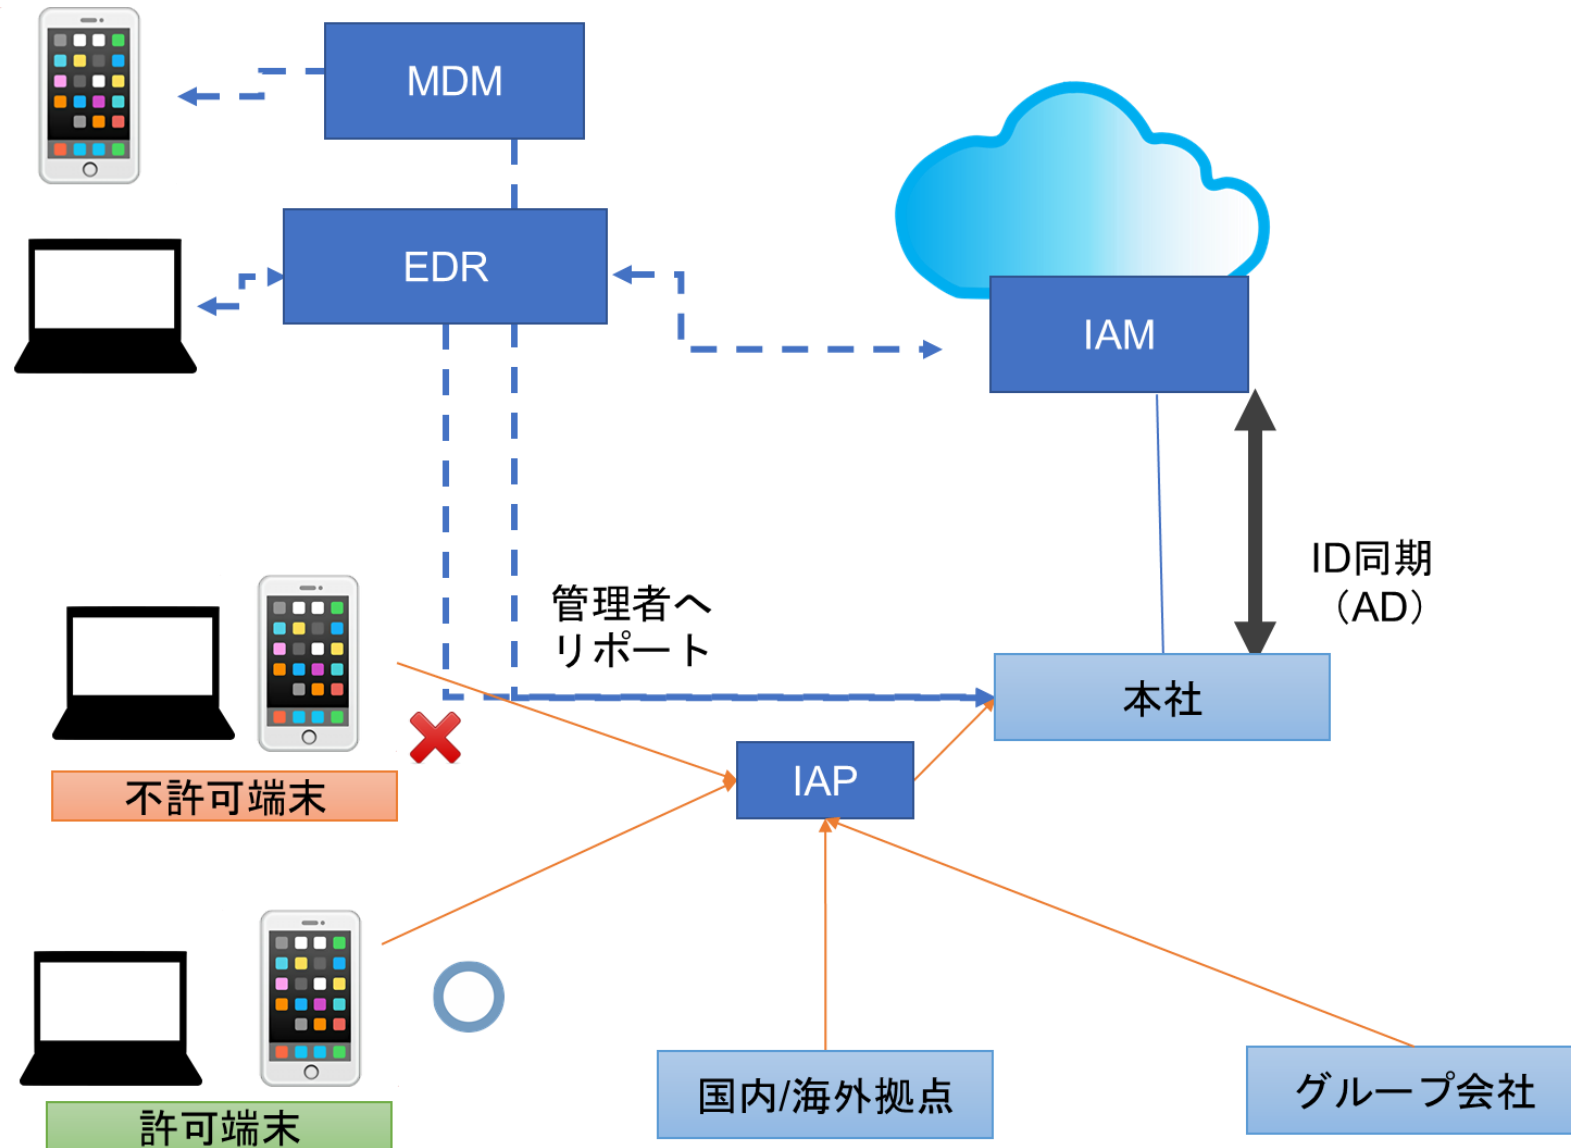 MDM
EDR
IAM
ID同期
（AD）
管理者へ
リポート
本社
不許可端末
IAP
許可端末
国内/海外拠点
グループ会社